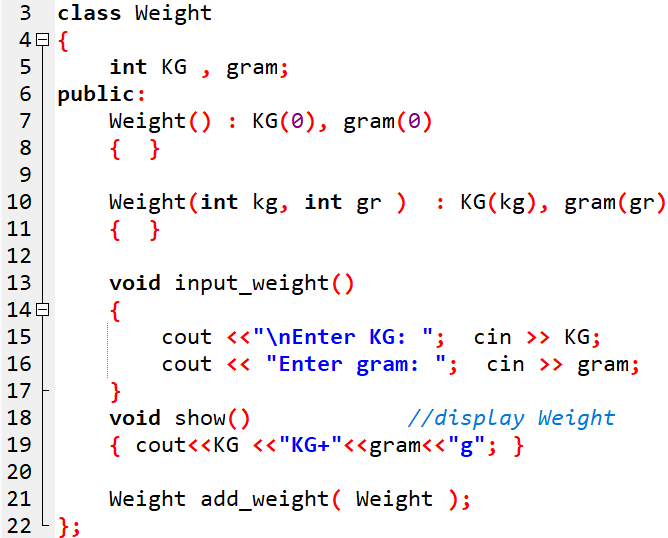 3 class Weight
4 {
5 int KG , gram;
6 public:
7 Weight() : KG(0), gram(0)
8 { }
9
10 Weight(int kg, int gr ) : KG(kg), gram(gr)
11 { }
12
13 void input_weight()
14 {
15 cout <<"\nEnter KG: "; cin >> KG;
16 cout << "Enter gram: "; cin >> gram;
17 }
18 void show() //display Weight
19 { cout<<KG <<"KG+"<<gram<<"g"; }
20
21 Weight add_weight( Weight );
22 };